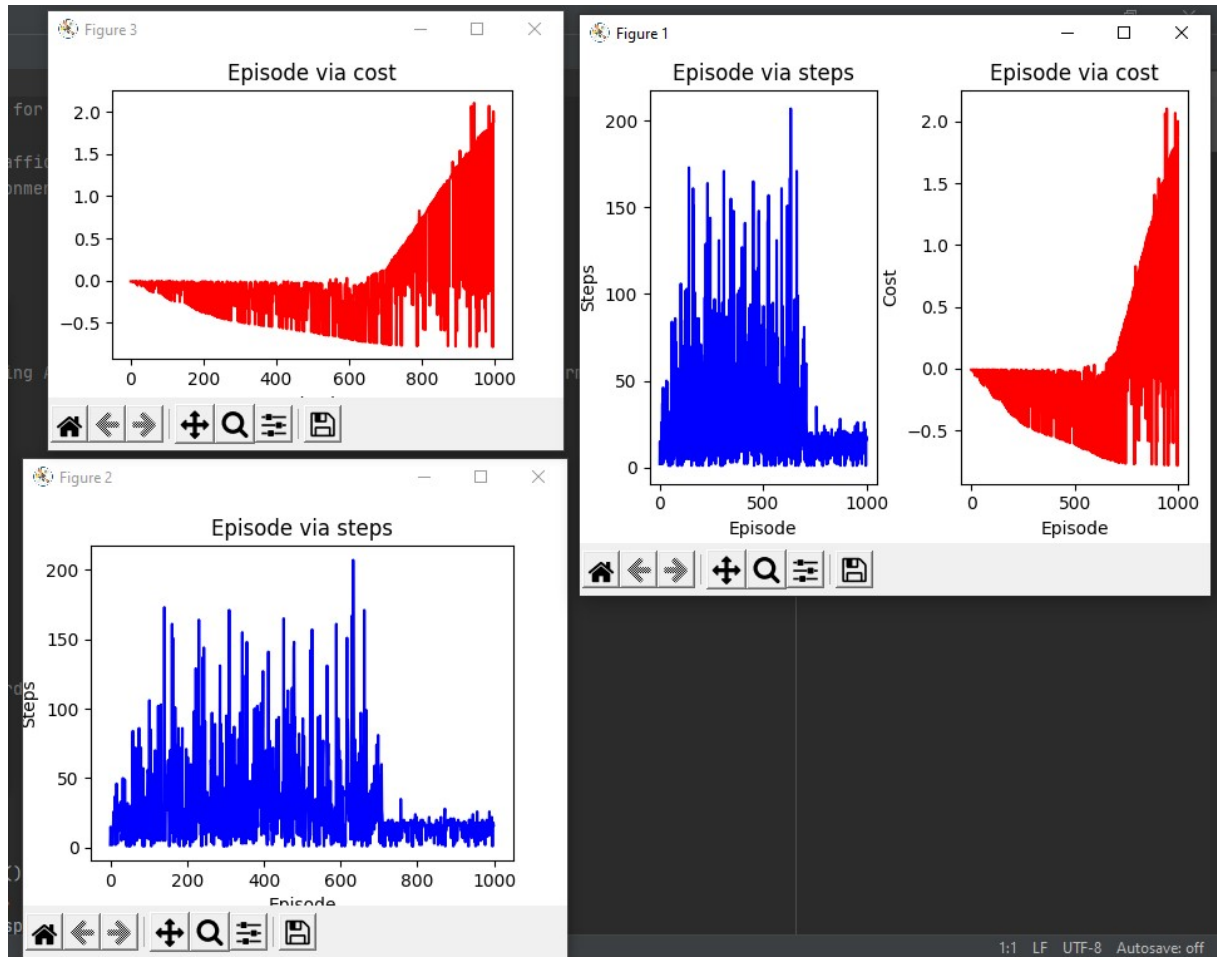 Figure 3
Episode via cost
2.0
1.5
1.0
0.5
0.0
−0.5
0 200 400 600 800 1000
Figure 1
Episode via steps
Steps
200
150
100
50
0
0 500 1000
Episode
Episode via cost
Cost
2.0
1.5
1.0
0.5
0.0
−0.5
0 500 1000
Episode
Figure 2
Episode via steps
Steps
200
150
100
50
0
0 200 400 600 800 1000
Episode
for
ing
()
sp
1:1 LF UTF-8 Autosave: off